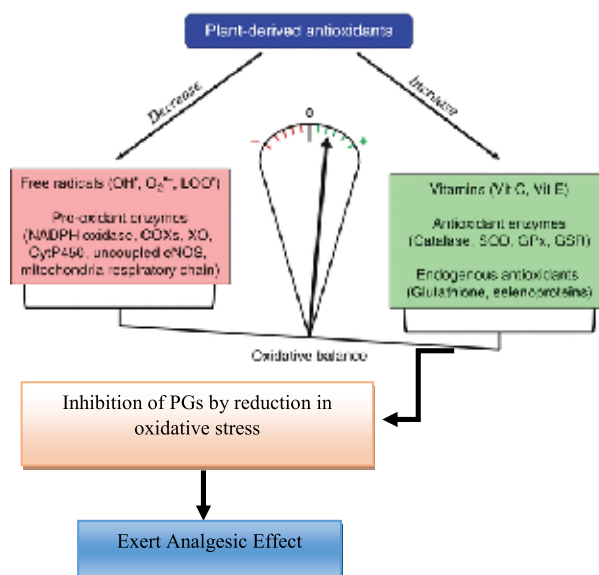 Plant-derived antioxidants
Decrease
Increase
0
− +
Free radicals (OH•, O₂•−, LOO•)
Pro-oxidant enzymes
(NADPH oxidase, COXs, XO,
CytP450, uncoupled eNOS,
mitochondria respiratory chain)
Vitamins (Vit C, Vit E)
Antioxidant enzymes
(Catalase, SOD, GPx, GSR)
Endogenous antioxidants
(Glutathione, selenoproteins)
Oxidative balance
Inhibition of PGs by reduction in
oxidative stress
Exert Analgesic Effect